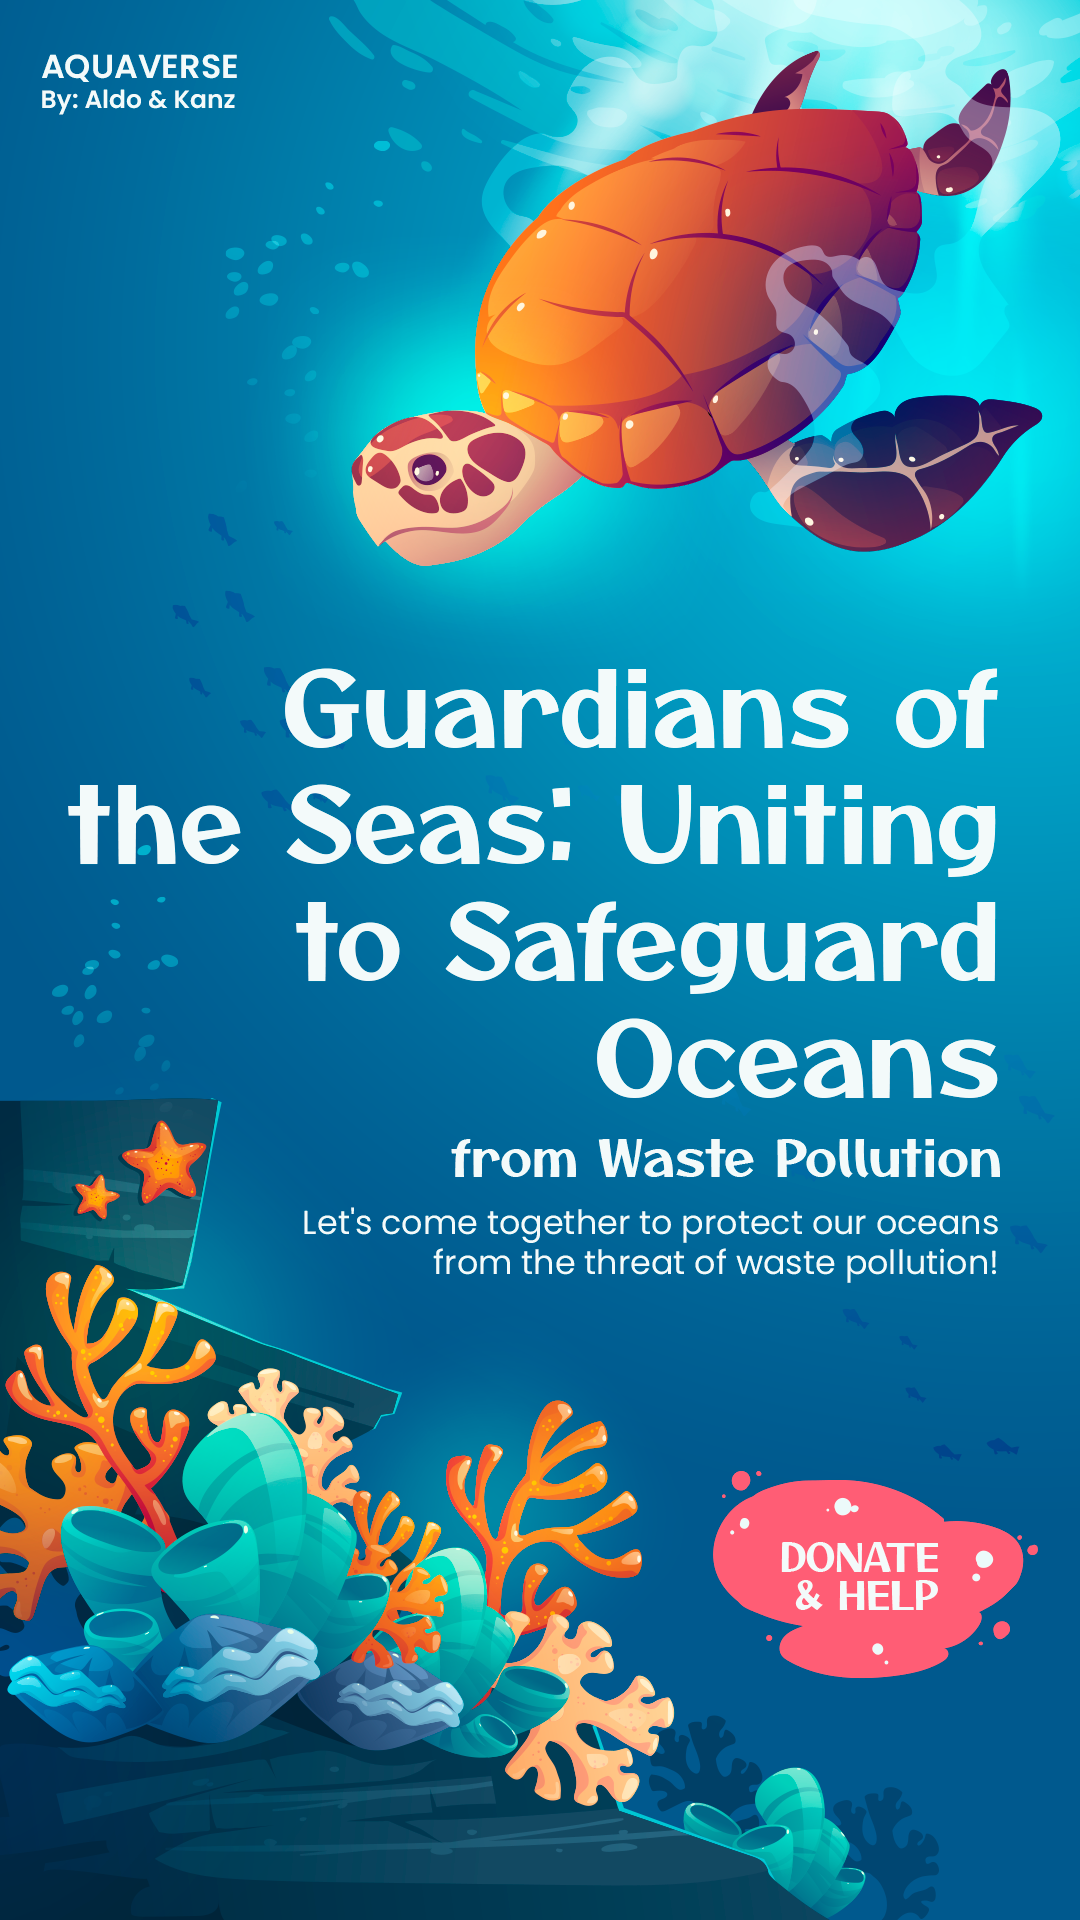 AQUAVERSE
By: Aldo & Kanz
Guardians of
the Seas: Uniting
to Safeguard
Oceans
from Waste Pollution
Let's come together to protect our oceans
from the threat of waste pollution!
DONATE
& HELP